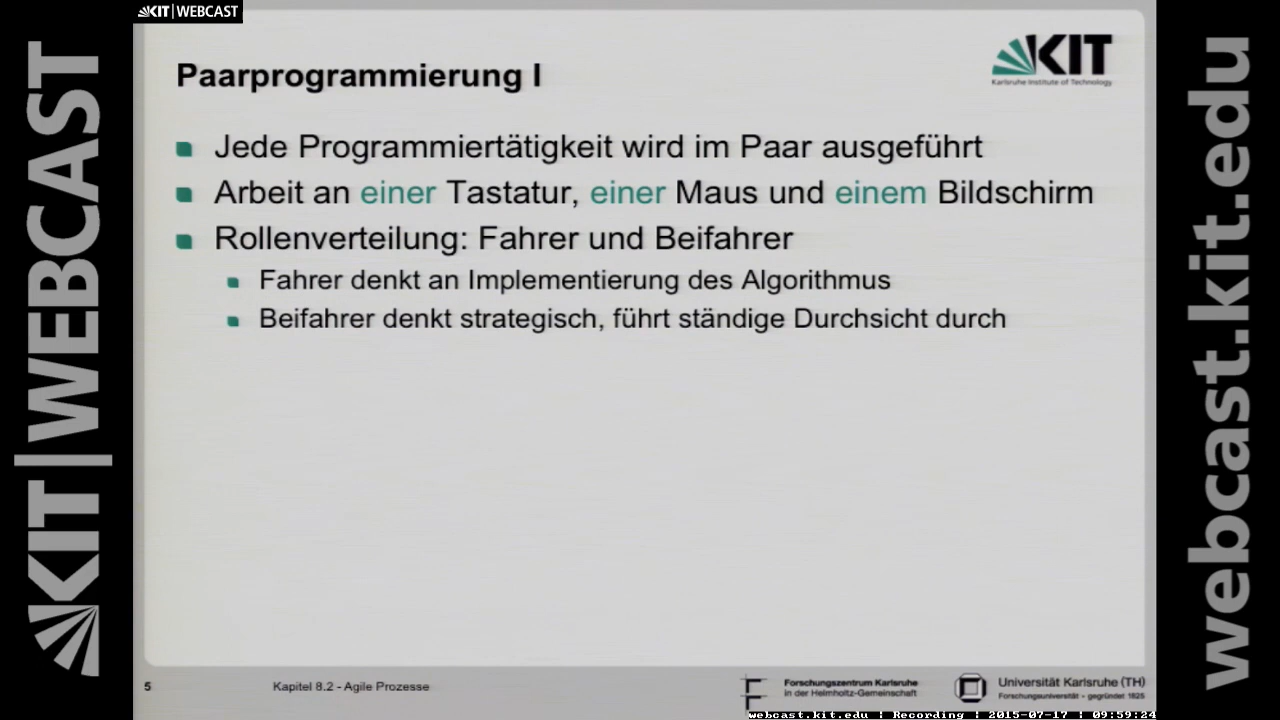 KIT|WEBCAST
KIT|WEBCAST
webcast.kit.edu
Paarprogrammierung I
KIT
Karlsruhe Institute of Technology
Jede Programmiertätigkeit wird im Paar ausgeführt
Arbeit an einer Tastatur, einer Maus und einem Bildschirm
Rollenverteilung: Fahrer und Beifahrer
Fahrer denkt an Implementierung des Algorithmus
Beifahrer denkt strategisch, führt ständige Durchsicht durch
5
Kapitel 8.2 - Agile Prozesse
Forschungszentrum Karlsruhe
in der Helmholtz-Gemeinschaft
Universität Karlsruhe (TH)
Forschungsuniversität - gegründet 1825
webcast.kit.edu | Recording | 2015-07-17 | 09:59:24